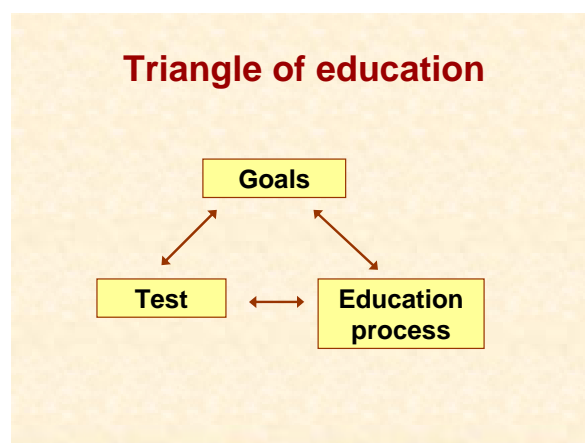 Triangle of education
Goals
Test
Education
process